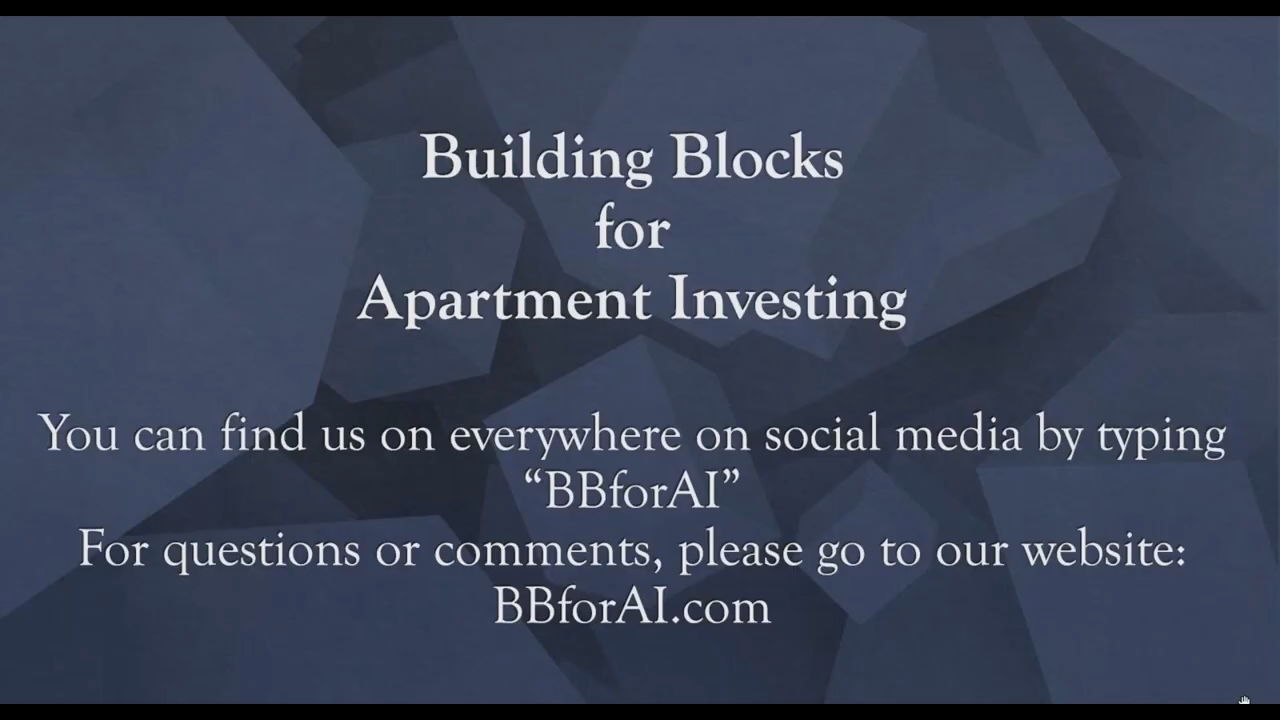 Building Blocks
for
Apartment Investing
You can find us on everywhere on social media by typing
“BBforAI”
For questions or comments, please go to our website:
BBforAI.com